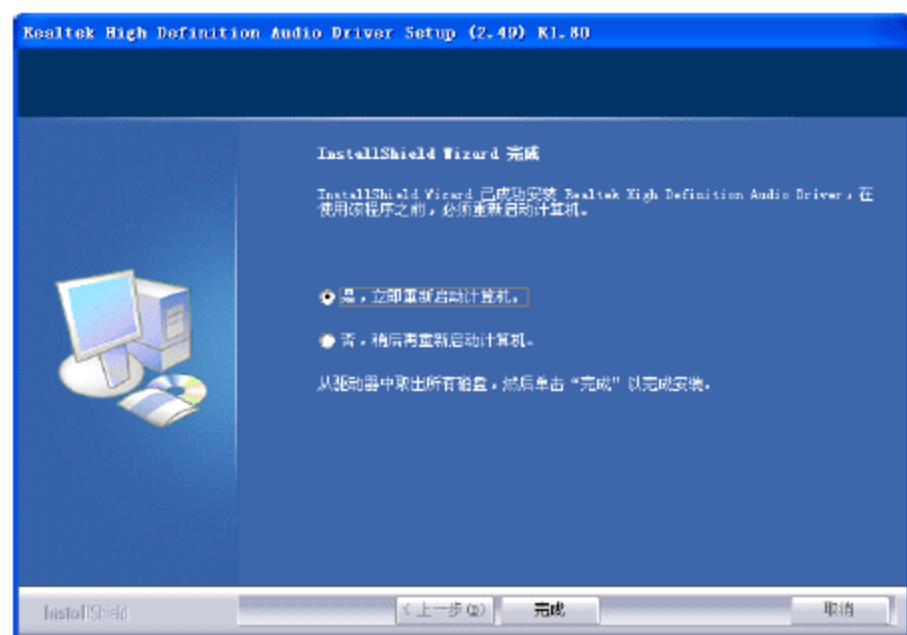 Realtek High Definition Audio Driver Setup (2.49) R1.80
InstallShield Wizard 完成
InstallShield Wizard 已成功安装 Realtek High Definition Audio Driver，在
使用该程序之前，必须重新启动计算机。
是，立即重新启动计算机。
否，稍后再重新启动计算机。
从驱动器中取出所有磁盘，然后单击“完成”以完成安装。
InstallShield
< 上一步(B)
完成
取消